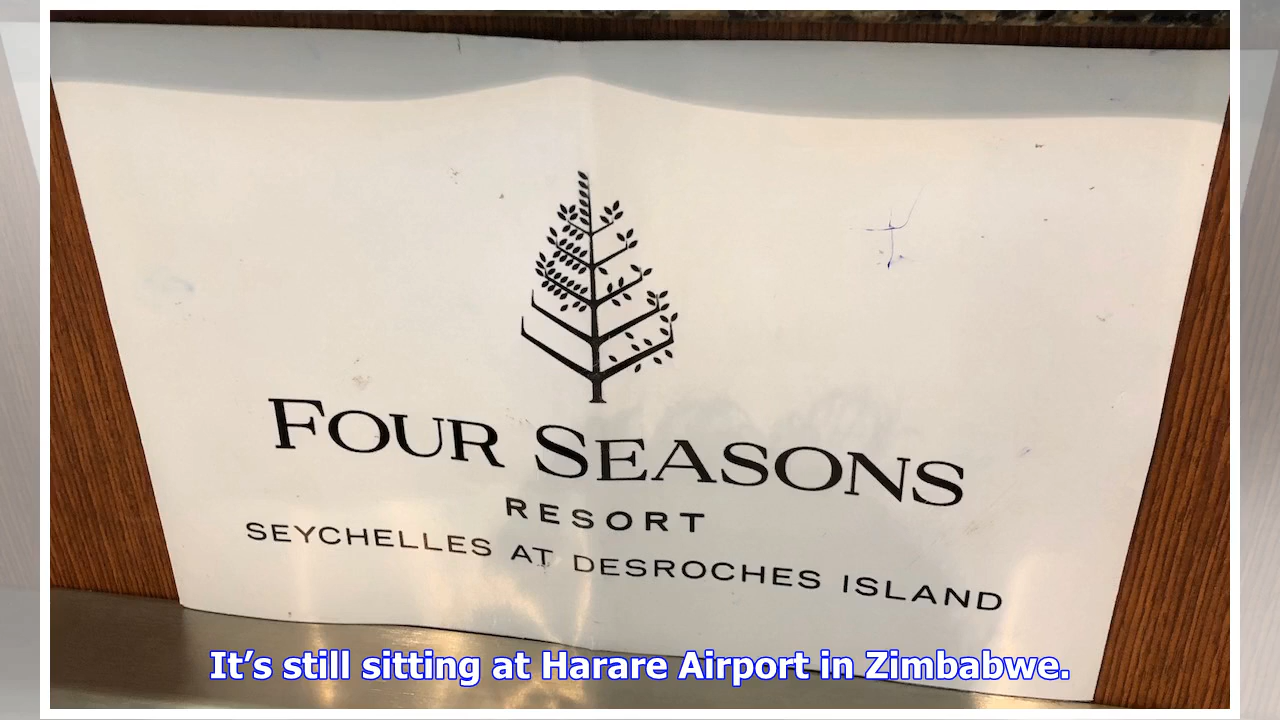 FOUR SEASONS
RESORT
SEYCHELLES AT DESROCHES ISLAND
It’s still sitting at Harare Airport in Zimbabwe.